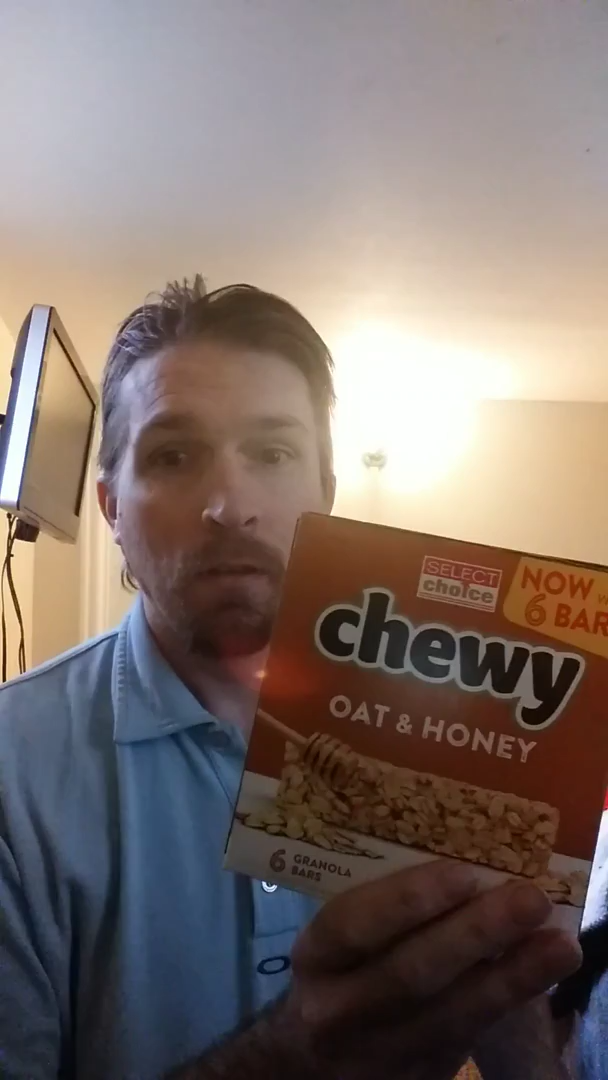 SELECT
choice
NOW
6 BAR
chewy
OAT & HONEY
6 GRANOLA
BARS